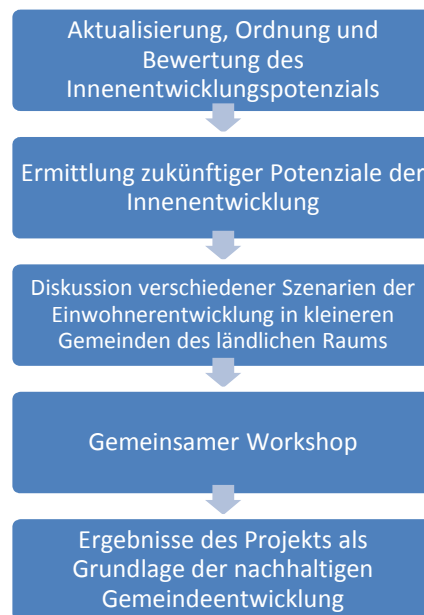 Aktualisierung, Ordnung und
Bewertung des
Innenentwicklungspotenzials
Ermittlung zukünftiger Potenziale der
Innenentwicklung
Diskussion verschiedener Szenarien der
Einwohnerentwicklung in kleineren
Gemeinden des ländlichen Raums
Gemeinsamer Workshop
Ergebnisse des Projekts als
Grundlage der nachhaltigen
Gemeindeentwicklung